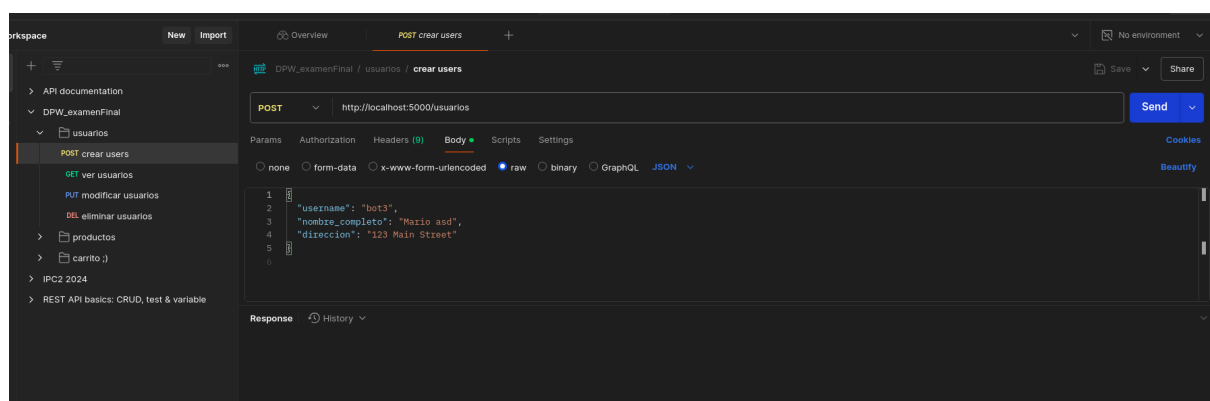 orkspace
New
Import
Overview
POST crear users
No environment
DPW_examenFinal / usuarios / crear users
Save
Share
API documentation
DPW_examenFinal
usuarios
POST crear users
GET ver usuarios
PUT modificar usuarios
DEL eliminar usuarios
productos
carrito ;)
IPC2 2024
REST API basics: CRUD, test & variable
POST
http://localhost:5000/usuarios
Send
Params Authorization Headers (9) Body Scripts Settings
Cookies
none form-data x-www-form-urlencoded raw binary GraphQL JSON
Beautify
1 {
2 "username": "bot3",
3 "nombre_completo": "Mario asd",
4 "direccion": "123 Main Street"
5 }
6
Response History